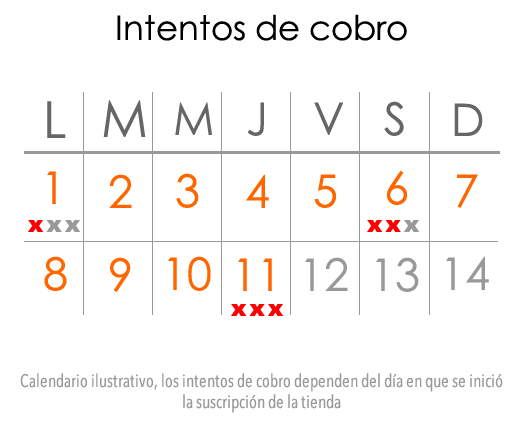 Intentos de cobro
L M M J V S D
1 2 3 4 5 6 7
xxx xxx
8 9 10 11 12 13 14
xxx
Calendario ilustrativo, los intentos de cobro dependen del día en que se inició
la suscripción de la tienda